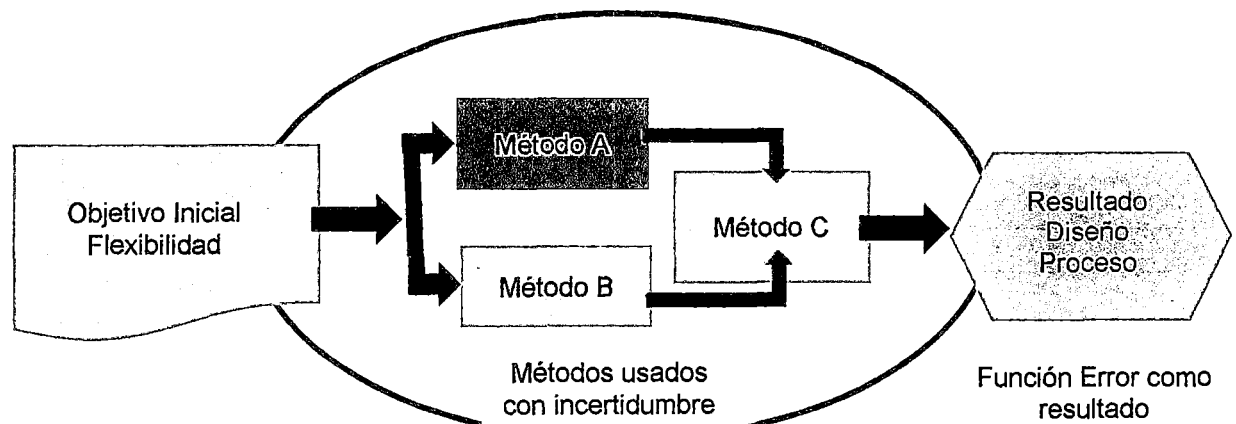 Objetivo Inicial
Flexibilidad
Método A
Método B
Método C
Resultado
Diseño
Proceso
Métodos usados
con incertidumbre
Función Error como
resultado